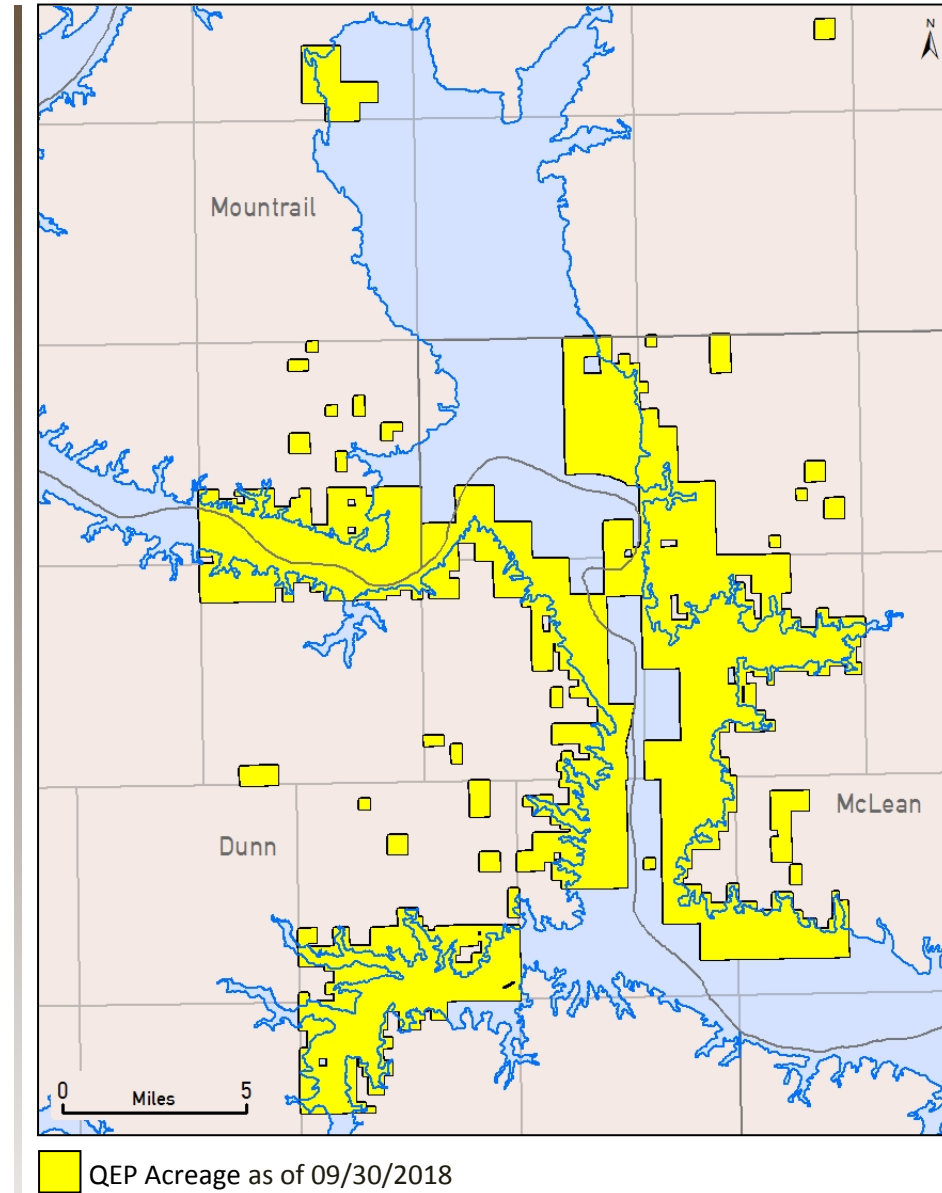 N
Mountrail
McLean
Dunn
0 5
Miles
QEP Acreage as of 09/30/2018